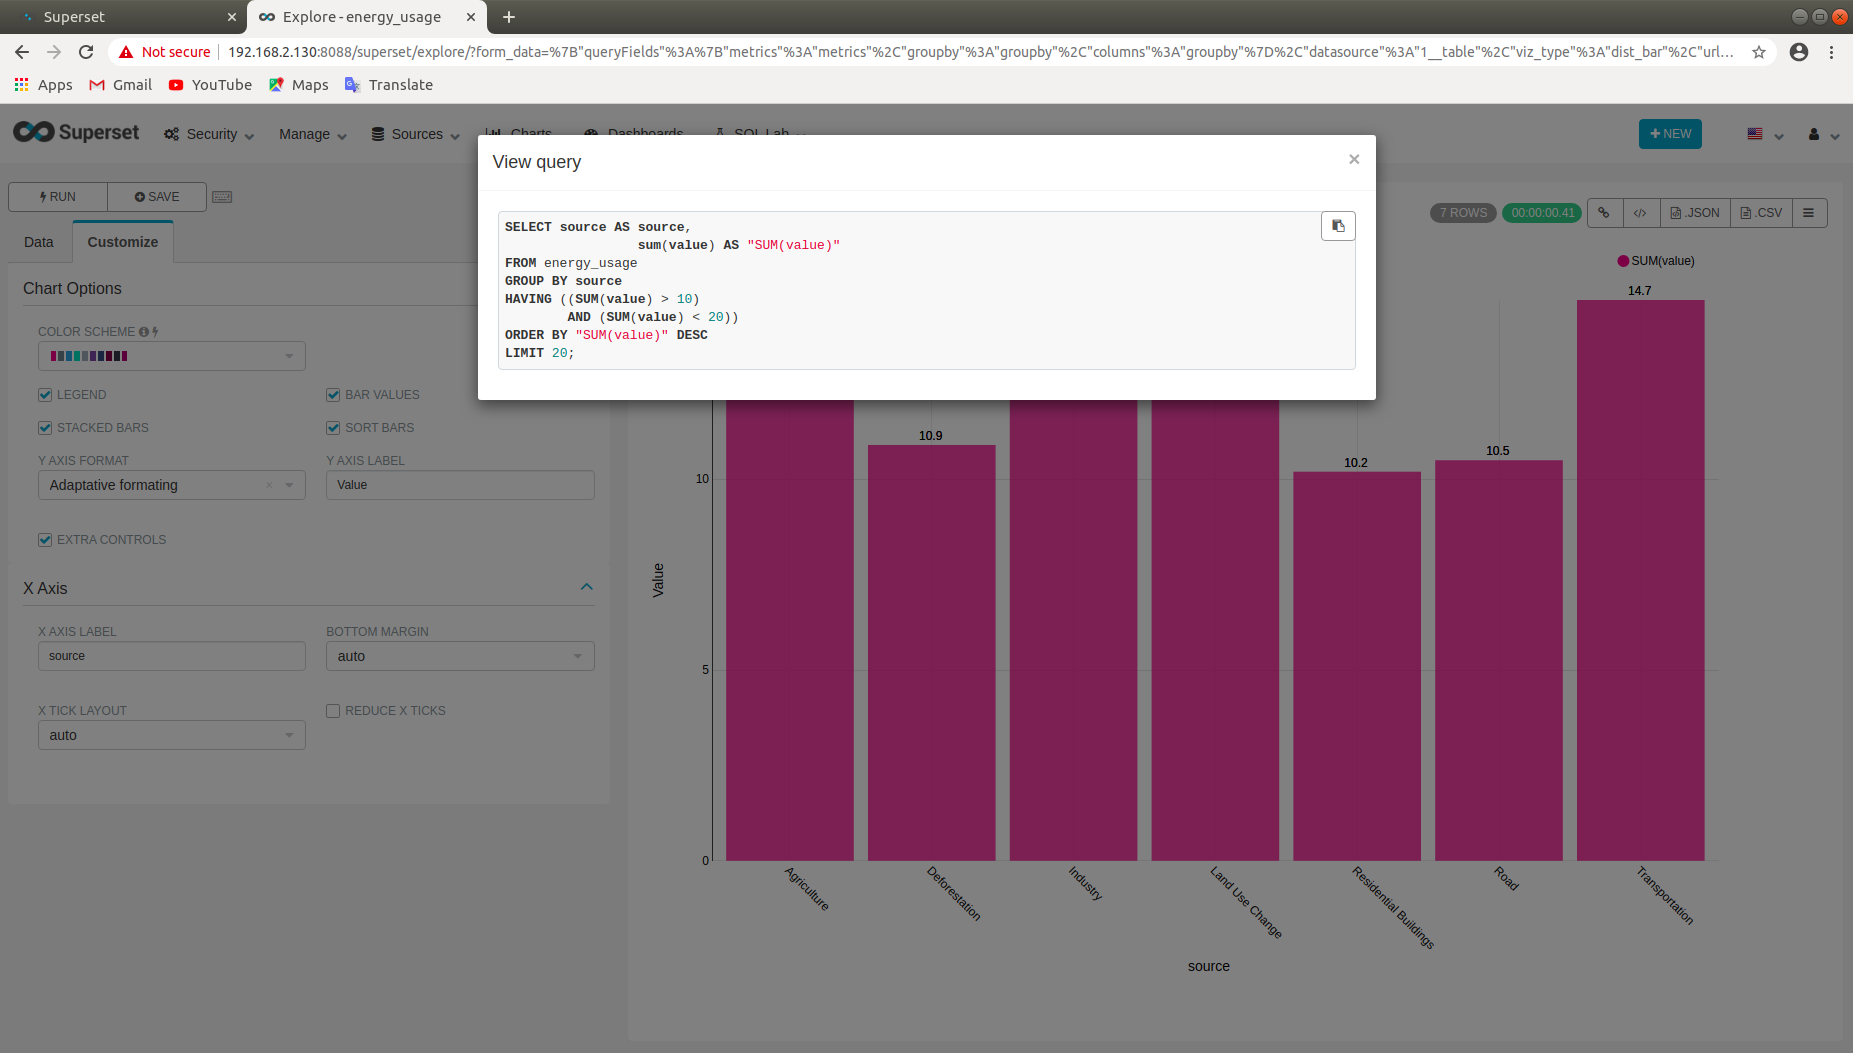 Superset
Explore - energy_usage
Not secure
192.168.2.130:8088/superset/explore/?form_data=%7B"queryFields"%3A%7B"metrics"%3A"metrics"%2C"groupby"%3A"groupby"%2C"columns"%3A"groupby"%7D%2C"datasource"%3A"1__table"%2C"viz_type"%3A"dist_bar"%2C"url...
Apps Gmail YouTube Maps Translate
Superset Security Manage Sources Charts Dashboards SQL Lab + NEW
View query ×
SELECT source AS source,
sum(value) AS "SUM(value)"
FROM energy_usage
GROUP BY source
HAVING ((SUM(value) > 10)
AND (SUM(value) < 20))
ORDER BY "SUM(value)" DESC
LIMIT 20;
RUN SAVE
Data Customize
Chart Options
COLOR SCHEME
LEGEND BAR VALUES
STACKED BARS SORT BARS
Y AXIS FORMAT Y AXIS LABEL
Adaptative formating × Value
EXTRA CONTROLS
X Axis
X AXIS LABEL BOTTOM MARGIN
source auto
X TICK LAYOUT REDUCE X TICKS
auto
7 ROWS 00:00:00.41 </> .JSON .CSV
SUM(value)
14.7
10.9
10.2
10.5
10
5
0
Value
Agriculture
Deforestation
Industry
Land Use Change
Residential Buildings
Road
Transportation
source